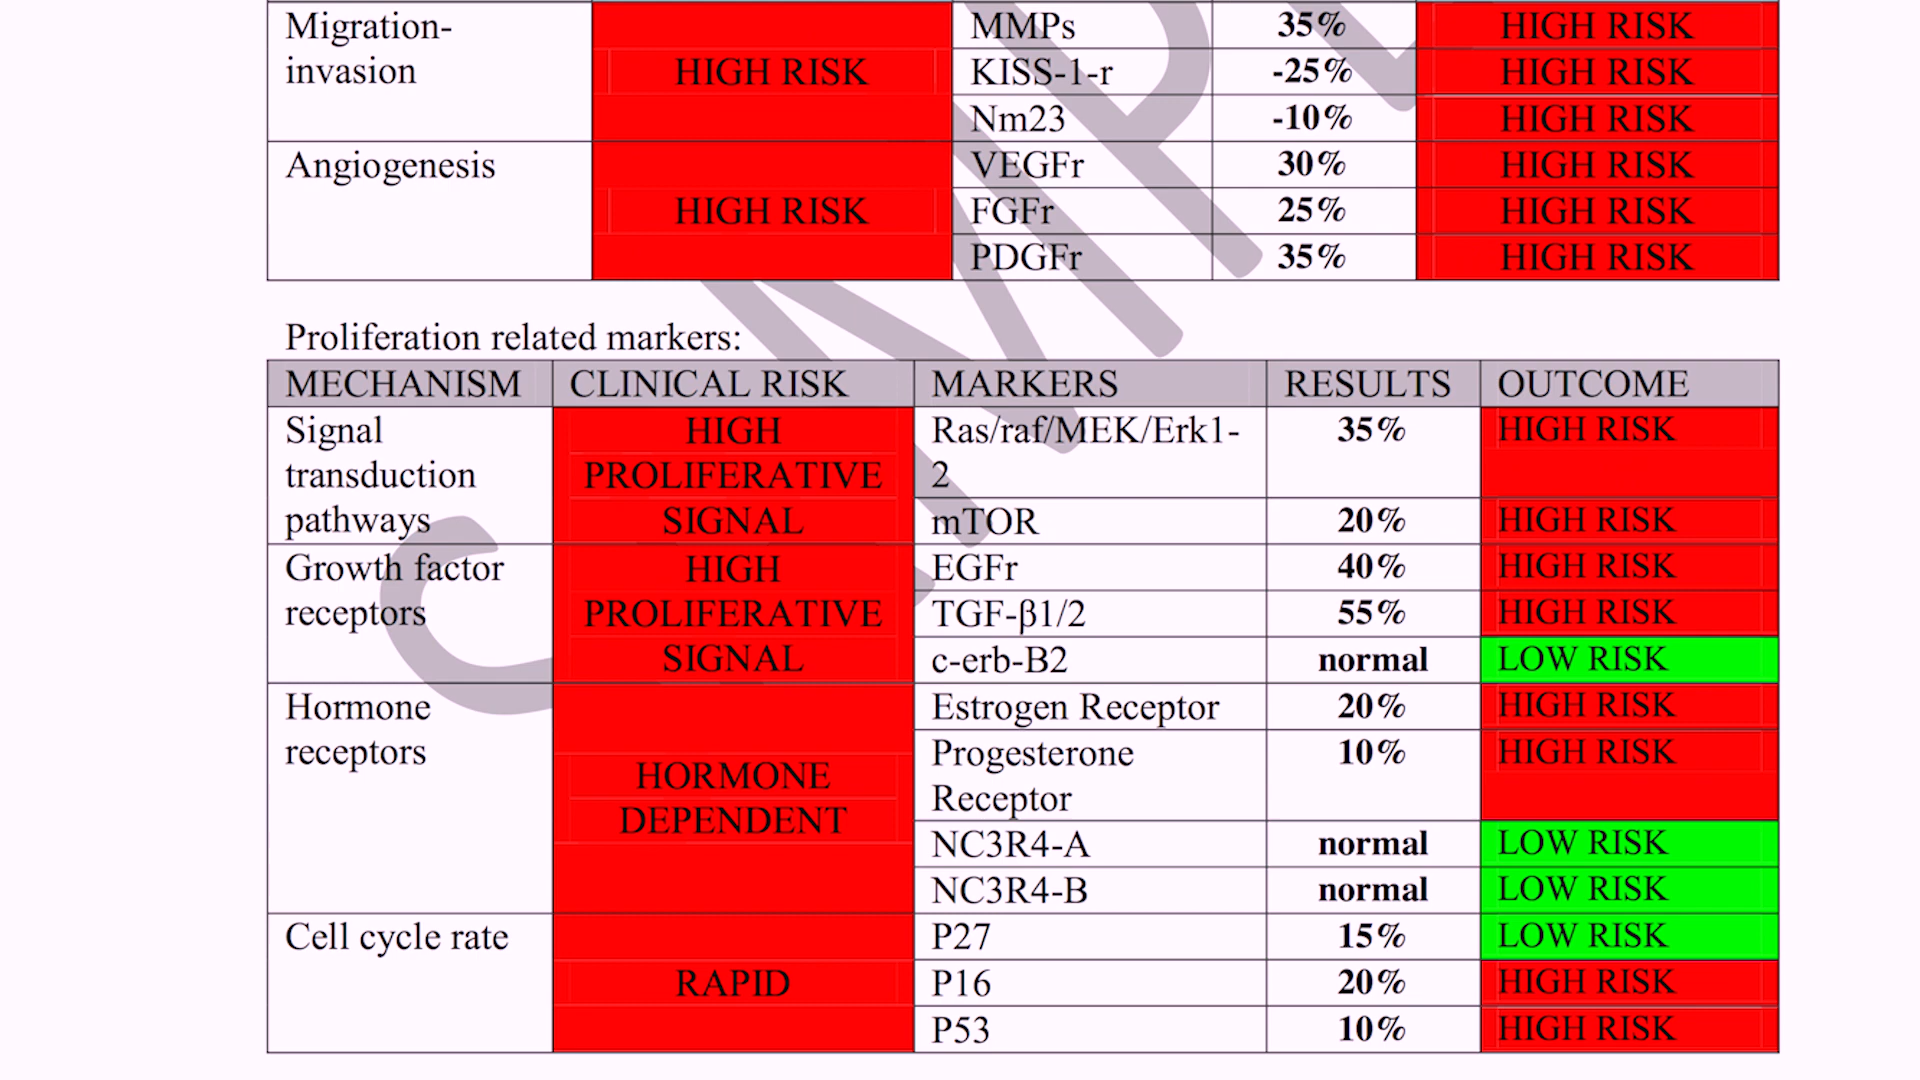 Migration-
invasion
HIGH RISK
MMPs 35% HIGH RISK
KISS-1-r -25% HIGH RISK
Nm23 -10% HIGH RISK
Angiogenesis
HIGH RISK
VEGFr 30% HIGH RISK
FGFr 25% HIGH RISK
PDGFr 35% HIGH RISK
Proliferation related markers:
MECHANISM CLINICAL RISK MARKERS RESULTS OUTCOME
Signal
transduction
pathways
HIGH
PROLIFERATIVE
SIGNAL
Ras/raf/MEK/Erk1- 35% HIGH RISK
2
mTOR 20% HIGH RISK
Growth factor
receptors
HIGH
PROLIFERATIVE
SIGNAL
EGFr 40% HIGH RISK
TGF-β1/2 55% HIGH RISK
c-erb-B2 normal LOW RISK
Hormone
receptors
HORMONE
DEPENDENT
Estrogen Receptor 20% HIGH RISK
Progesterone 10% HIGH RISK
Receptor
NC3R4-A normal LOW RISK
NC3R4-B normal LOW RISK
Cell cycle rate
RAPID
P27 15% LOW RISK
P16 20% HIGH RISK
P53 10% HIGH RISK